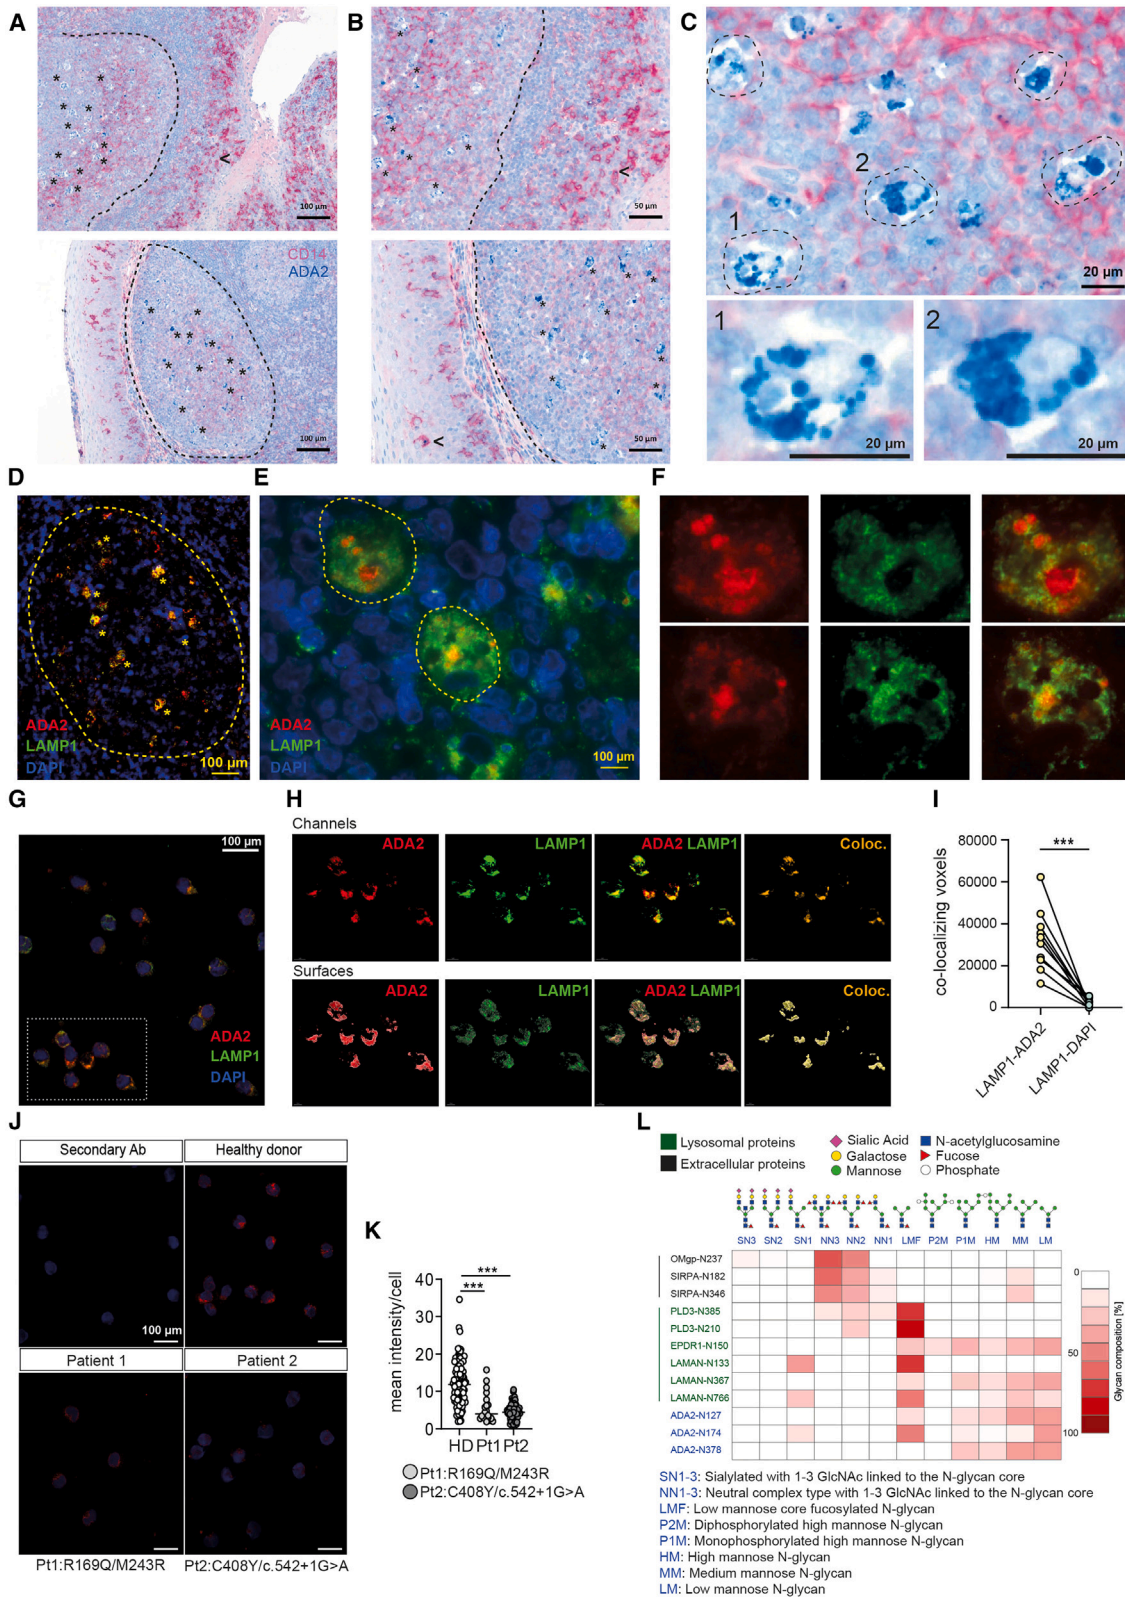 A
B
C
<
100 µm
<
50 µm
2
1
20 µm
CD14
ADA2
100 µm
<
50 µm
1
20 µm
2
20 µm
D
E
F
ADA2
LAMP1
DAPI
100 µm
ADA2
LAMP1
DAPI
100 µm
G
H
I
100 µm
ADA2
LAMP1
DAPI
Channels
ADA2
LAMP1
ADA2 LAMP1
Coloc.
Surfaces
ADA2
LAMP1
ADA2 LAMP1
Coloc.
***
80000
60000
40000
20000
0
co-localizing voxels
LAMP1-ADA2
LAMP1-DAPI
J
Secondary Ab
Healthy donor
100 µm
Patient 1
Patient 2
Pt1:R169Q/M243R
Pt2:C408Y/c.542+1G>A
K
***
***
40
30
20
10
0
mean intensity/cell
HD Pt1 Pt2
Pt1:R169Q/M243R
Pt2:C408Y/c.542+1G>A
L
Lysosomal proteins
Extracellular proteins
Sialic Acid
Galactose
Mannose
N-acetylglucosamine
Fucose
Phosphate
SN3 SN2 SN1 NN3 NN2 NN1 LMF P2M P1M HM MM LM
OMgp-N237
SIRPA-N182
SIRPA-N346
PLD3-N385
PLD3-N210
EPDR1-N150
LAMAN-N133
LAMAN-N367
LAMAN-N766
ADA2-N127
ADA2-N174
ADA2-N378
0
50
100
Glycan composition [%]
SN1-3: Sialylated with 1-3 GlcNAc linked to the N-glycan core
NN1-3: Neutral complex type with 1-3 GlcNAc linked to the N-glycan core
LMF: Low mannose core fucosylated N-glycan
P2M: Diphosphorylated high mannose N-glycan
P1M: Monophosphorylated high mannose N-glycan
HM: High mannose N-glycan
MM: Medium mannose N-glycan
LM: Low mannose N-glycan